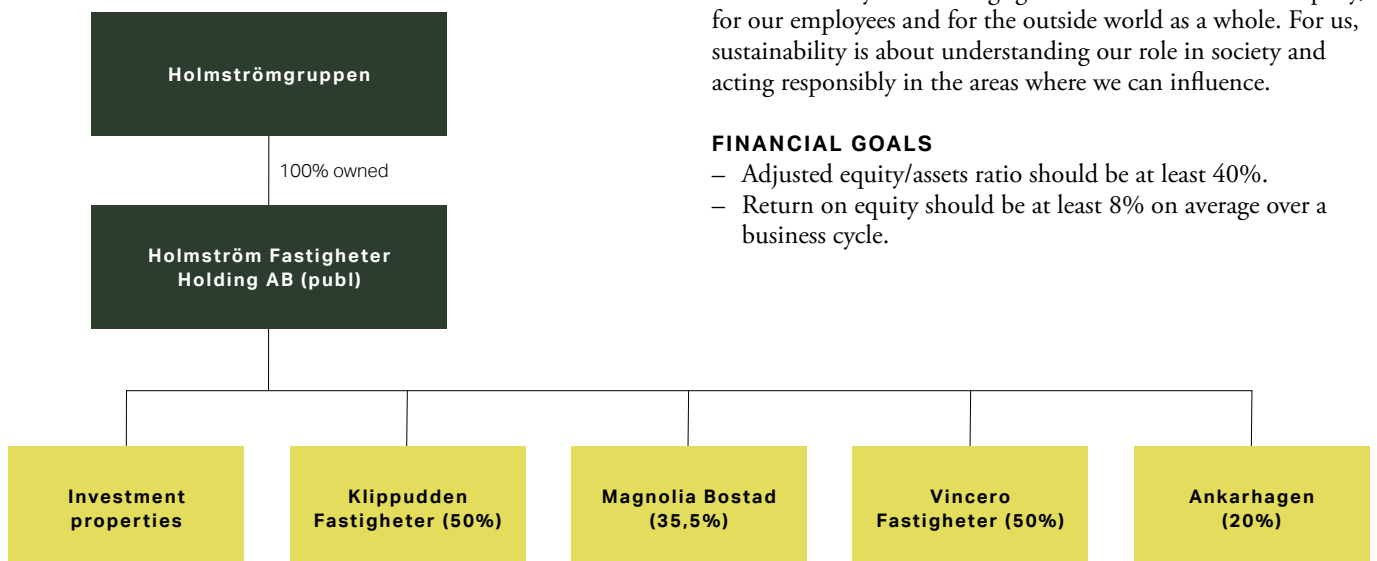 for our employees and for the outside world as a whole. For us,
sustainability is about understanding our role in society and
acting responsibly in the areas where we can influence.
FINANCIAL GOALS
– Adjusted equity/assets ratio should be at least 40%.
– Return on equity should be at least 8% on average over a
business cycle.
Holmströmgruppen
100% owned
Holmström Fastigheter
Holding AB (publ)
Investment
properties
Klippudden
Fastigheter (50%)
Magnolia Bostad
(35,5%)
Vincero
Fastigheter (50%)
Ankarhagen
(20%)